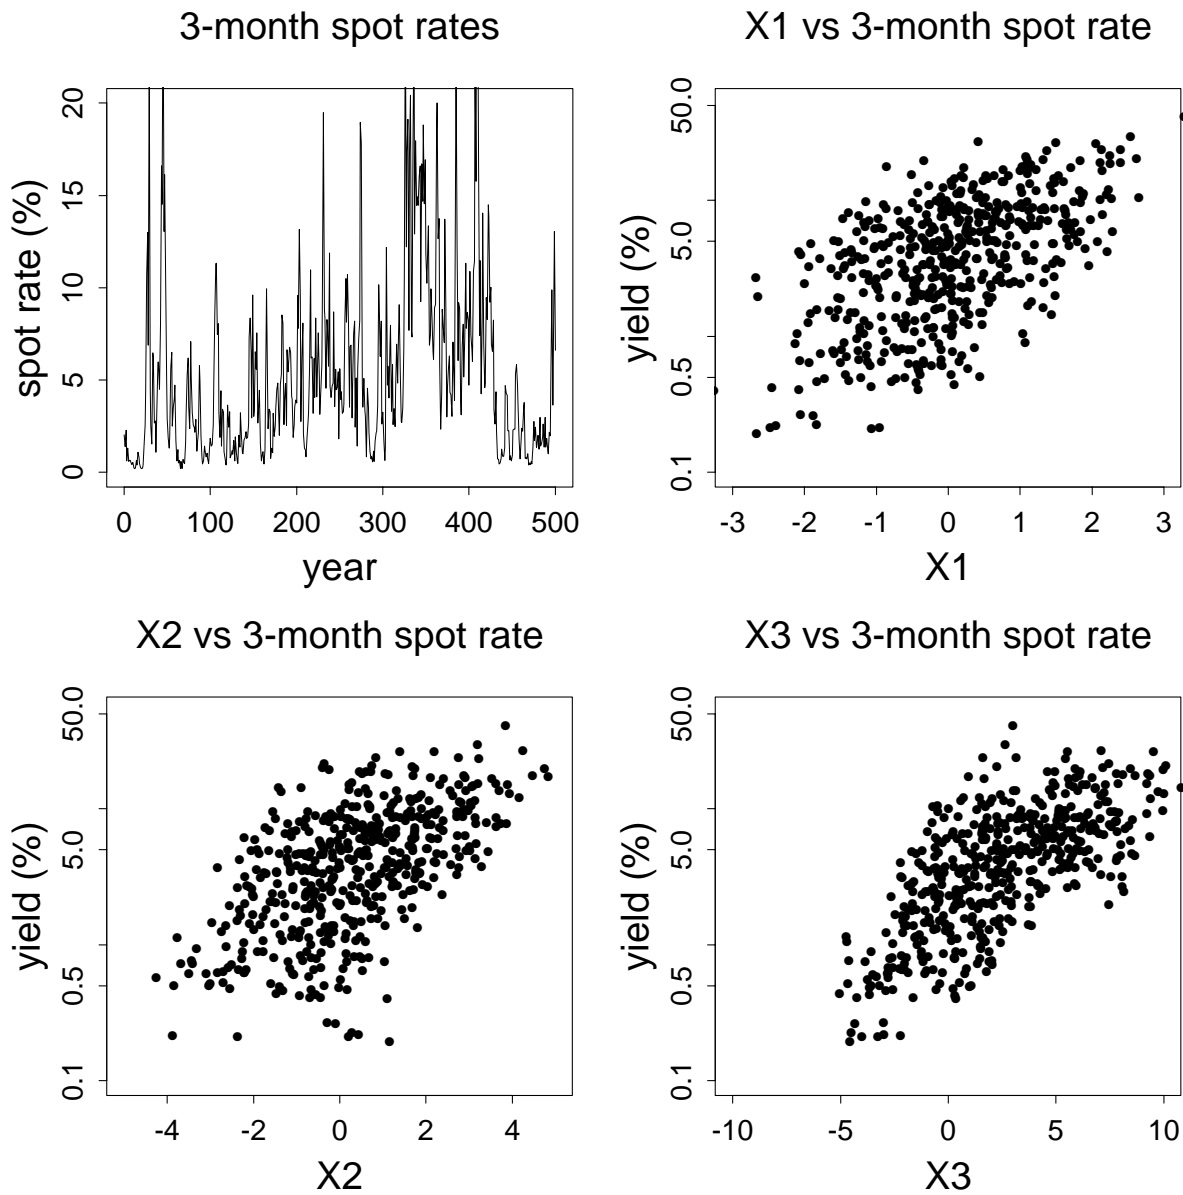 3-month spot rates
spot rate (%)
20
15
10
5
0
0 100 200 300 400 500
year
X1 vs 3-month spot rate
yield (%)
50.0
5.0
0.5
0.1
-3 -2 -1 0 1 2 3
X1
X2 vs 3-month spot rate
yield (%)
50.0
5.0
0.5
0.1
-4 -2 0 2 4
X2
X3 vs 3-month spot rate
yield (%)
50.0
5.0
0.5
0.1
-10 -5 0 5 10
X3